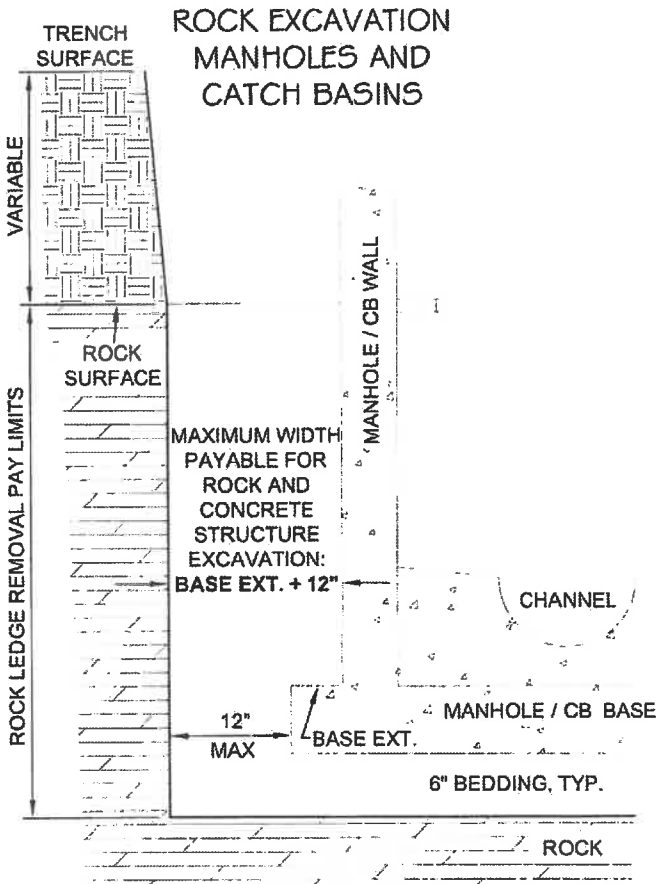 ROCK EXCAVATION
MANHOLES AND
CATCH BASINS
TRENCH
SURFACE
VARIABLE
ROCK
SURFACE
ROCK LEDGE REMOVAL PAY LIMITS
MANHOLE / CB WALL
MAXIMUM WIDTH
PAYABLE FOR
ROCK AND
CONCRETE
STRUCTURE
EXCAVATION:
BASE EXT. + 12"
CHANNEL
12"
MAX
BASE EXT.
MANHOLE / CB BASE
6" BEDDING, TYP.
ROCK